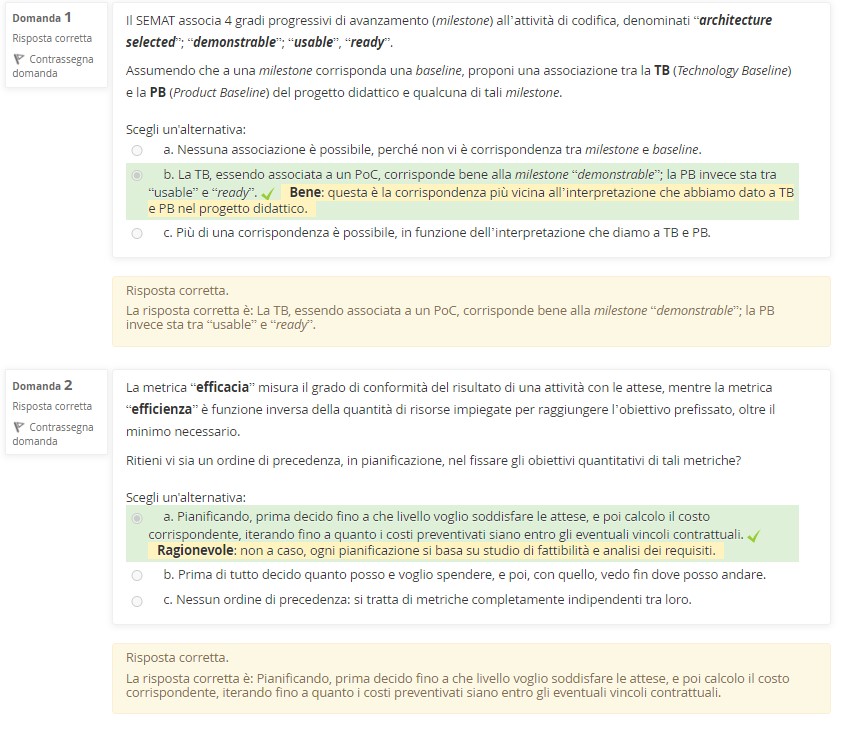 Domanda 1
Risposta corretta
Contrassegna
domanda
Il SEMAT associa 4 gradi progressivi di avanzamento (milestone) all'attività di codifica, denominati “architecture
selected”; “demonstrable”; “usable”, “ready”.
Assumendo che a una milestone corrisponda una baseline, proponi una associazione tra la TB (Technology Baseline)
e la PB (Product Baseline) del progetto didattico e qualcuna di tali milestone.
Scegli un'alternativa:
a. Nessuna associazione è possibile, perché non vi è corrispondenza tra milestone e baseline.
b. La TB, essendo associata a un PoC, corrisponde bene alla milestone “demonstrable”; la PB invece sta tra
“usable” e “ready”. Bene: questa è la corrispondenza più vicina all'interpretazione che abbiamo dato a TB
e PB nel progetto didattico.
c. Più di una corrispondenza è possibile, in funzione dell'interpretazione che diamo a TB e PB.
Risposta corretta.
La risposta corretta è: La TB, essendo associata a un PoC, corrisponde bene alla milestone “demonstrable”; la PB
invece sta tra “usable” e “ready”.
Domanda 2
Risposta corretta
Contrassegna
domanda
La metrica “efficacia” misura il grado di conformità del risultato di una attività con le attese, mentre la metrica
“efficienza” è funzione inversa della quantità di risorse impiegate per raggiungere l'obiettivo prefissato, oltre il
minimo necessario.
Ritieni vi sia un ordine di precedenza, in pianificazione, nel fissare gli obiettivi quantitativi di tali metriche?
Scegli un'alternativa:
a. Pianificando, prima decido fino a che livello voglio soddisfare le attese, e poi calcolo il costo
corrispondente, iterando fino a quanto i costi preventivati siano entro gli eventuali vincoli contrattuali.
Ragionevole: non a caso, ogni pianificazione si basa su studio di fattibilità e analisi dei requisiti.
b. Prima di tutto decido quanto posso e voglio spendere, e poi, con quello, vedo fin dove posso andare.
c. Nessun ordine di precedenza: si tratta di metriche completamente indipendenti tra loro.
Risposta corretta.
La risposta corretta è: Pianificando, prima decido fino a che livello voglio soddisfare le attese, e poi calcolo il costo
corrispondente, iterando fino a quanto i costi preventivati siano entro gli eventuali vincoli contrattuali.